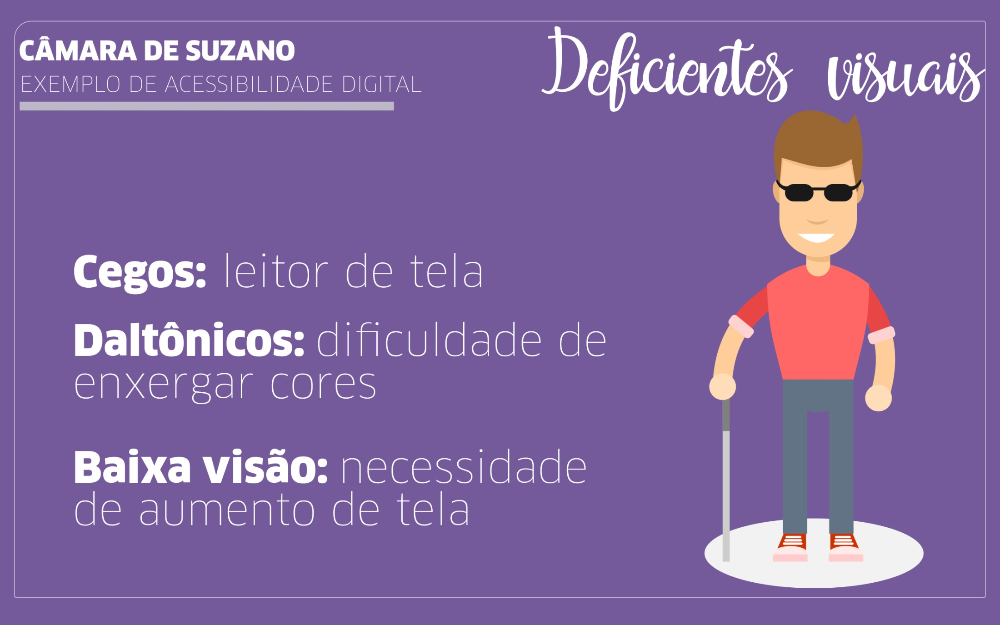 CÂMARA DE SUZANO
EXEMPLO DE ACESSIBILIDADE DIGITAL
Deficientes visuais
Cegos: leitor de tela
Daltônicos: dificuldade de
enxergar cores
Baixa visão: necessidade
de aumento de tela